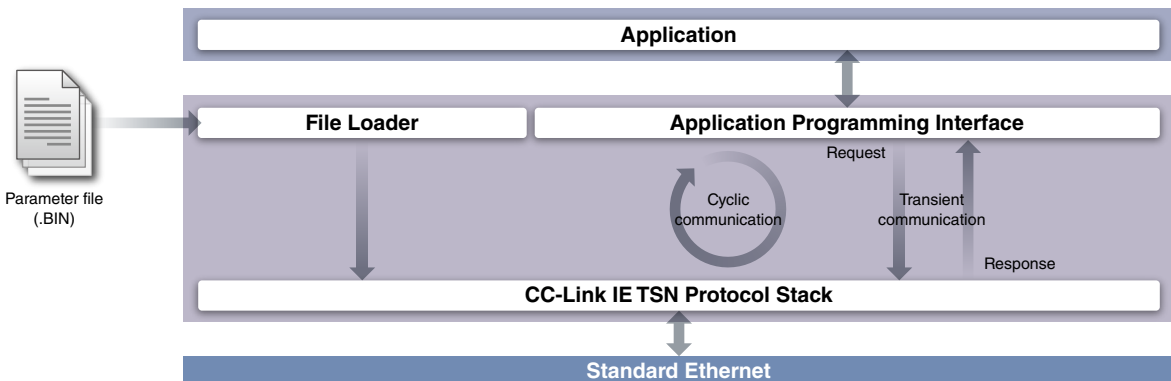 Application
File Loader
Application Programming Interface
Request
Parameter file
(.BIN)
Cyclic
communication
Transient
communication
Response
CC-Link IE TSN Protocol Stack
Standard Ethernet